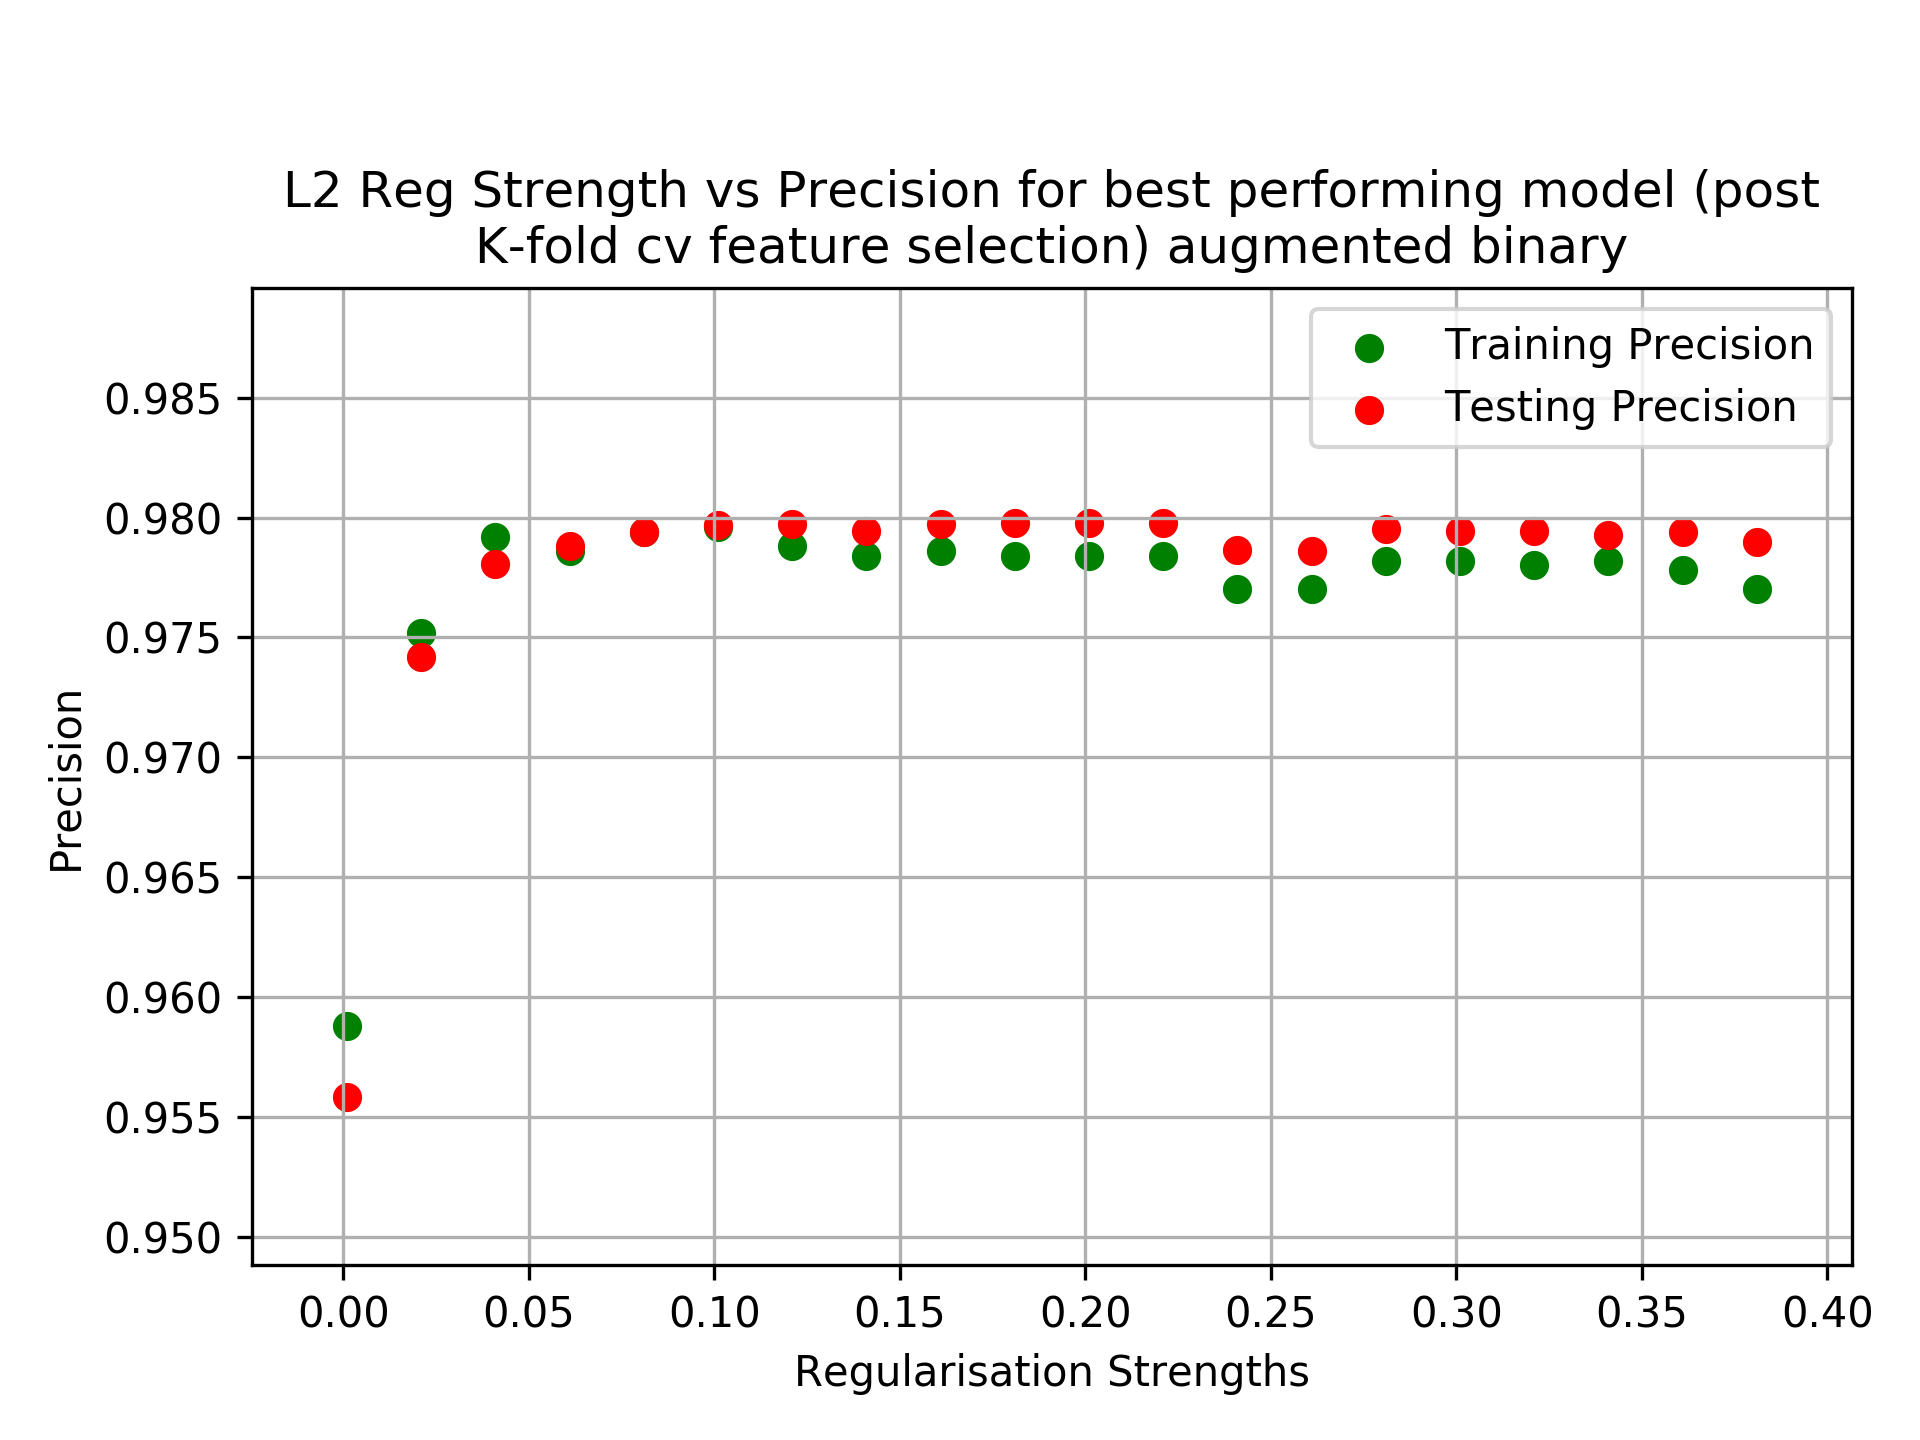 L2 Reg Strength vs Precision for best performing model (post
K-fold cv feature selection) augmented binary
Training Precision
Testing Precision
0.985
0.980
0.975
0.970
0.965
0.960
0.955
0.950
Precision
0.00 0.05 0.10 0.15 0.20 0.25 0.30 0.35 0.40
Regularisation Strengths